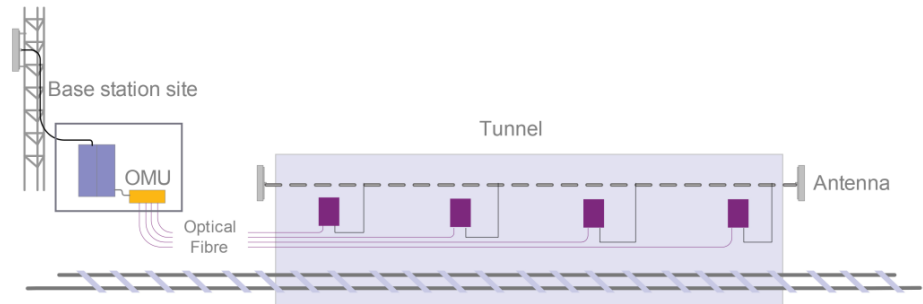 Base station site
Tunnel
OMU
Antenna
Optical
Fibre